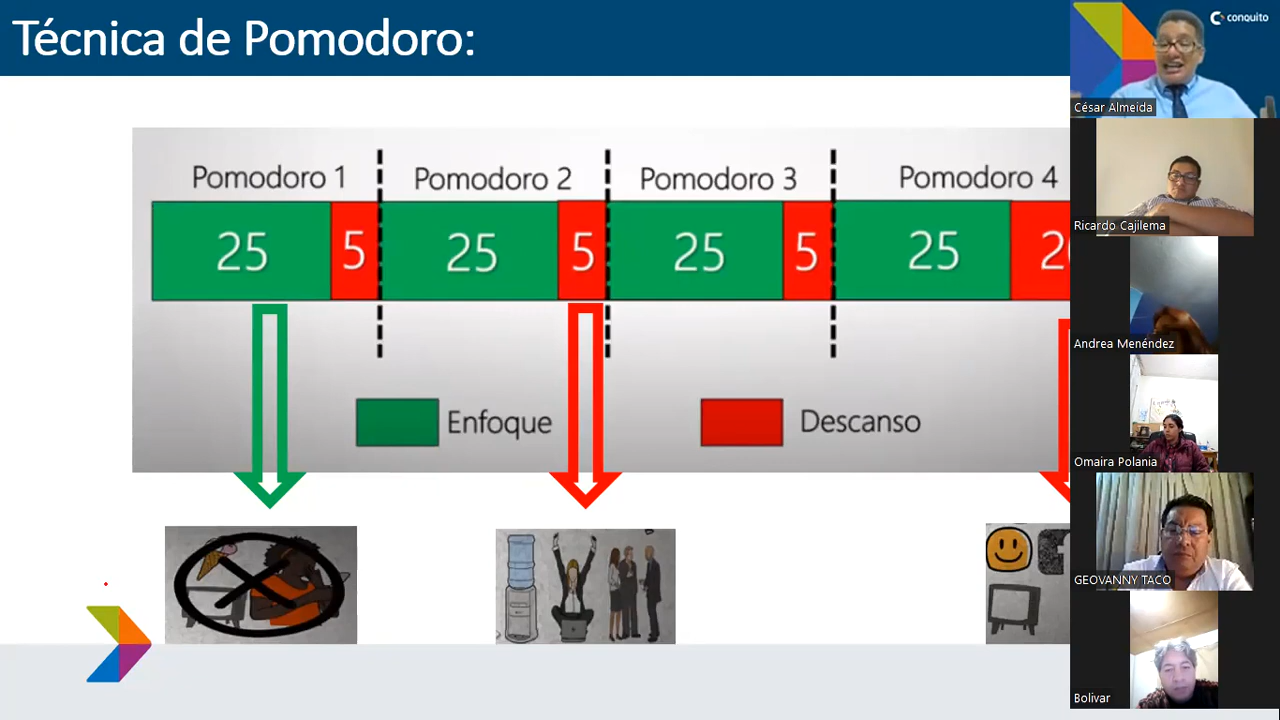 Técnica de Pomodoro:
conquito
César Almeida
Pomodoro 1
Pomodoro 2
Pomodoro 3
Pomodoro 4
25
5
25
5
25
5
25
Enfoque
Descanso
Ricardo Cajilema
Andrea Menéndez
Omaira Polania
GEOVANNY TACO
Bolivar